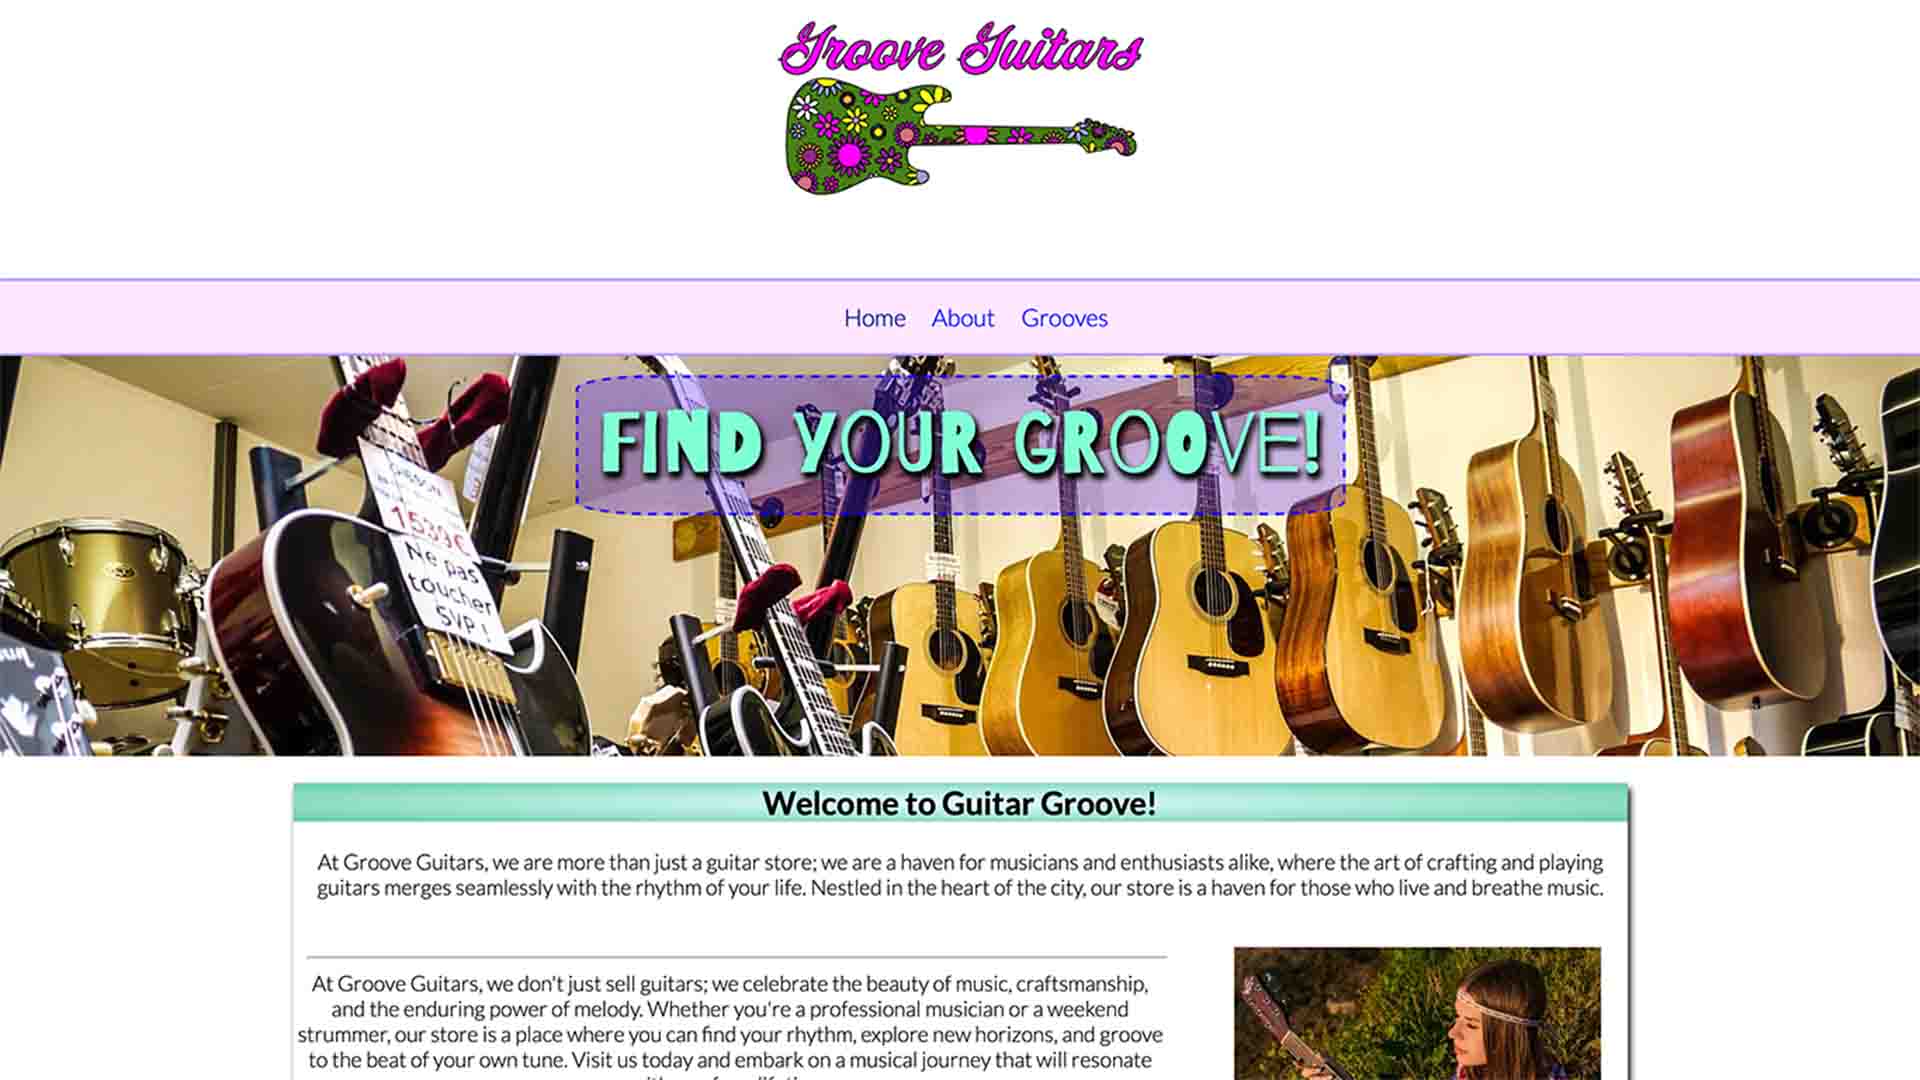 Groove Guitars
Home About Grooves
FIND YOUR GROOVE!
GIBSON
1539€
Ne pas
toucher
SVP !
Welcome to Guitar Groove!
At Groove Guitars, we are more than just a guitar store; we are a haven for musicians and enthusiasts alike, where the art of crafting and playing
guitars merges seamlessly with the rhythm of your life. Nestled in the heart of the city, our store is a haven for those who live and breathe music.
At Groove Guitars, we don't just sell guitars; we celebrate the beauty of music, craftsmanship,
and the enduring power of melody. Whether you're a professional musician or a weekend
strummer, our store is a place where you can find your rhythm, explore new horizons, and groove
to the beat of your own tune. Visit us today and embark on a musical journey that will resonate